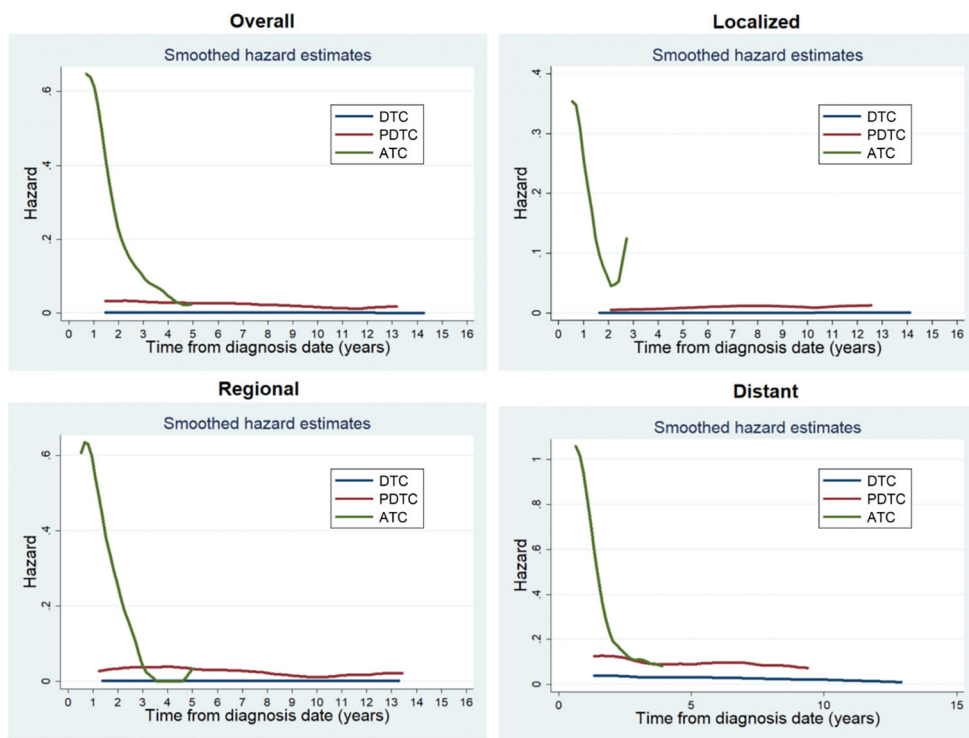 Overall
Smoothed hazard estimates
Hazard
.6
.4
.2
0
DTC
PDTC
ATC
0 1 2 3 4 5 6 7 8 9 10 11 12 13 14 15 16
Time from diagnosis date (years)
Localized
Smoothed hazard estimates
Hazard
.4
.3
.2
.1
0
DTC
PDTC
ATC
0 1 2 3 4 5 6 7 8 9 10 11 12 13 14 15 16
Time from diagnosis date (years)
Regional
Smoothed hazard estimates
Hazard
.6
.4
.2
0
DTC
PDTC
ATC
0 1 2 3 4 5 6 7 8 9 10 11 12 13 14 15 16
Time from diagnosis date (years)
Distant
Smoothed hazard estimates
Hazard
1
.8
.6
.4
.2
0
DTC
PDTC
ATC
0 5 10 15
Time from diagnosis date (years)